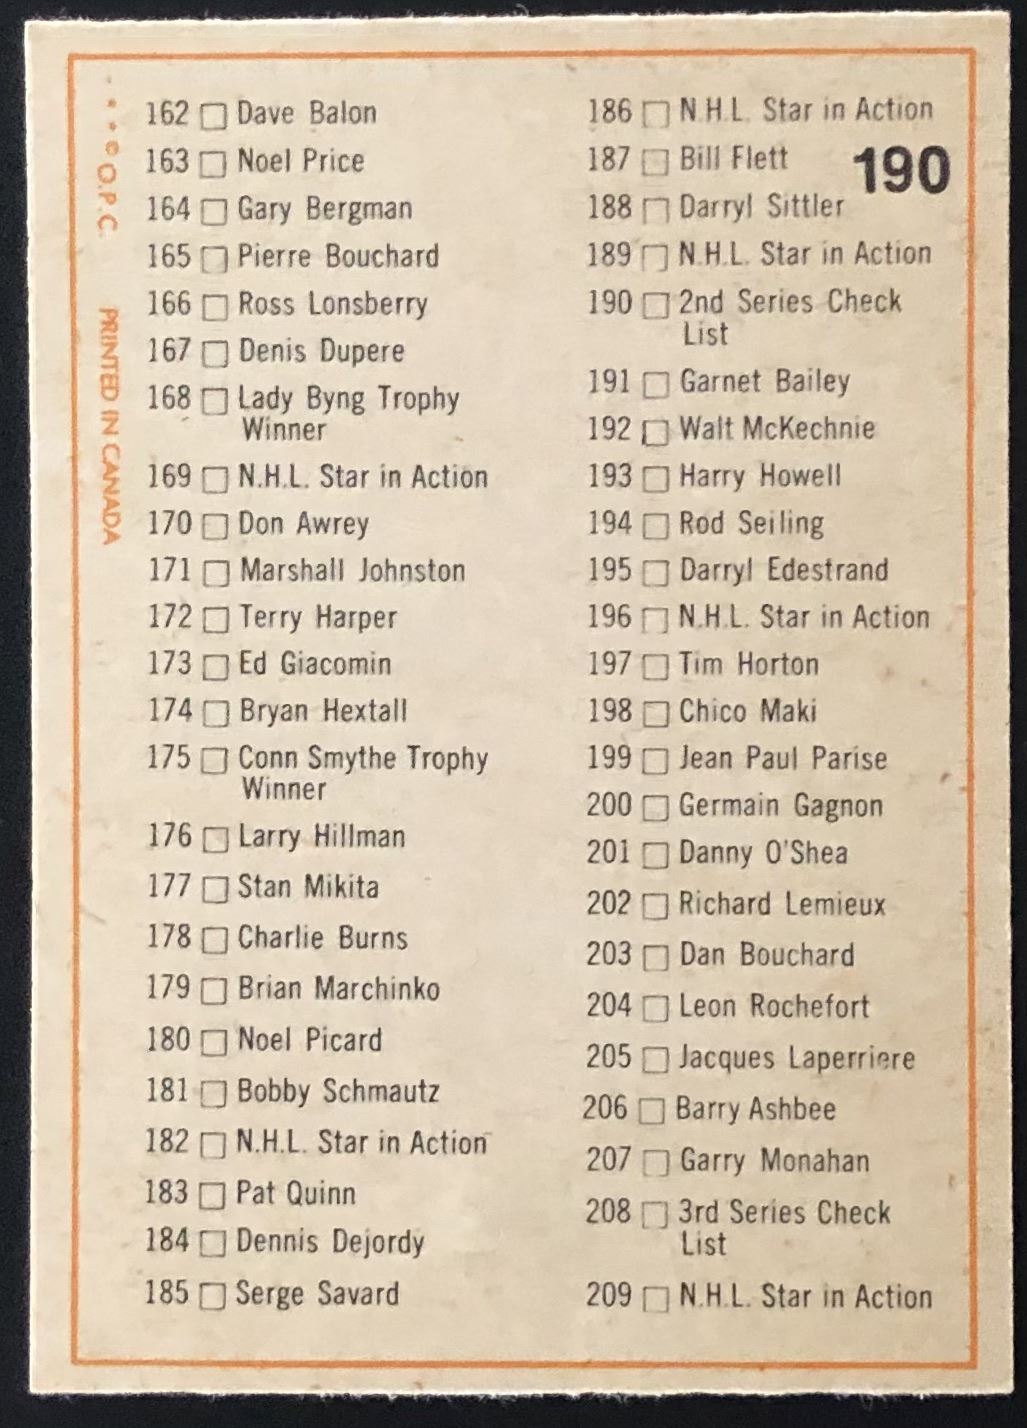 162 Dave Balon
163 Noel Price
164 Gary Bergman
165 Pierre Bouchard
166 Ross Lonsberry
167 Denis Dupere
168 Lady Byng Trophy
Winner
169 N.H.L. Star in Action
170 Don Awrey
171 Marshall Johnston
172 Terry Harper
173 Ed Giacomin
174 Bryan Hextall
175 Conn Smythe Trophy
Winner
176 Larry Hillman
177 Stan Mikita
178 Charlie Burns
179 Brian Marchinko
180 Noel Picard
181 Bobby Schmautz
182 N.H.L. Star in Action
183 Pat Quinn
184 Dennis Dejordy
185 Serge Savard
186 N.H.L. Star in Action
187 Bill Flett
188 Darryl Sittler
189 N.H.L. Star in Action
190 2nd Series Check
List
191 Garnet Bailey
192 Walt McKechnie
193 Harry Howell
194 Rod Seiling
195 Darryl Edestrand
196 N.H.L. Star in Action
197 Tim Horton
198 Chico Maki
199 Jean Paul Parise
200 Germain Gagnon
201 Danny O'Shea
202 Richard Lemieux
203 Dan Bouchard
204 Leon Rochefort
205 Jacques Laperriere
206 Barry Ashbee
207 Garry Monahan
208 3rd Series Check
List
209 N.H.L. Star in Action
190
© O.P.C. PRINTED IN CANADA